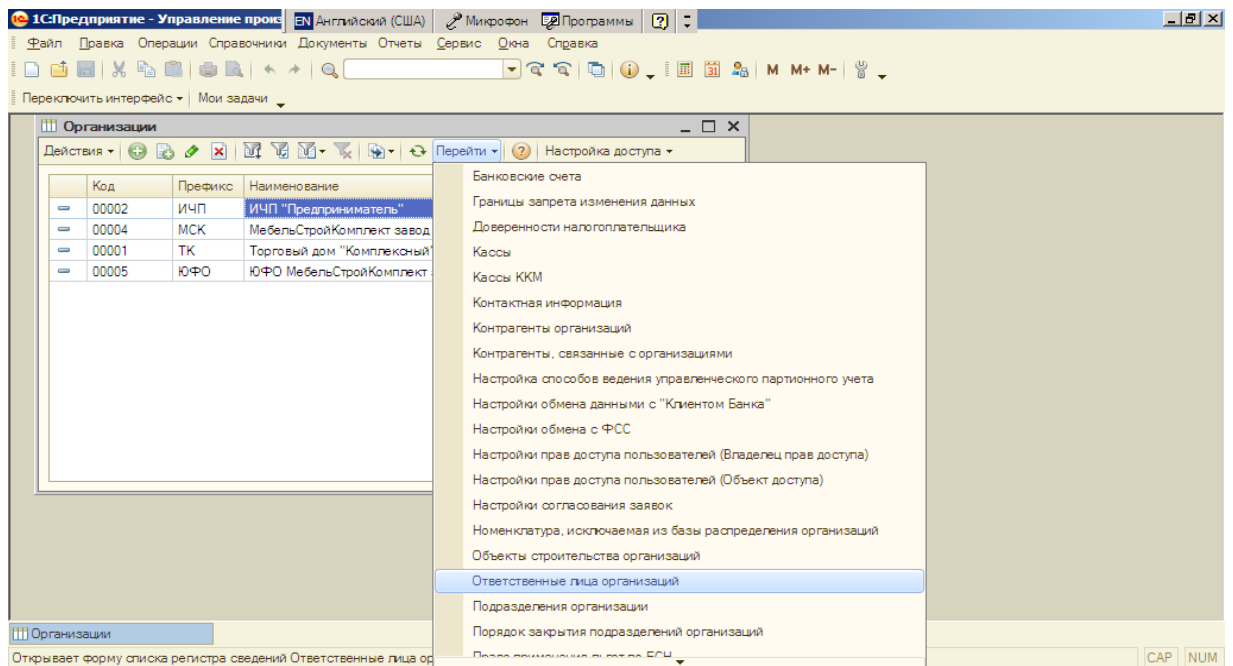 1С:Предприятие - Управление произ
EN Английский (США) Микрофон Программы
Файл Правка Операции Справочники Документы Отчеты Сервис Окна Справка
M M+ M-
Переключить интерфейс Мои задачи
Организации
Действия Перейти Настройка доступа
Код Префикс Наименование
00002 ИЧП ИЧП "Предприниматель"
00004 МСК МебельСтройКомплект завод
00001 ТК Торговый дом "Комплексный"
00005 ЮФО ЮФО МебельСтройКомплект
Банковские счета
Границы запрета изменения данных
Доверенности налогоплательщика
Кассы
Кассы ККМ
Контактная информация
Контрагенты организаций
Контрагенты, связанные с организациями
Настройка способов ведения управленческого партионного учета
Настройки обмена данными с "Клиентом Банка"
Настройки обмена с ФСС
Настройки прав доступа пользователей (Владелец прав доступа)
Настройки прав доступа пользователей (Объект доступа)
Настройки согласования заявок
Номенклатура, исключаемая из базы распределения организаций
Объекты строительства организаций
Ответственные лица организаций
Подразделения организации
Порядок закрытия подразделений организаций
Право применения льгот по ЕСН
Организации
Открывает форму списка регистра сведений Ответственные лица ор
CAP NUM